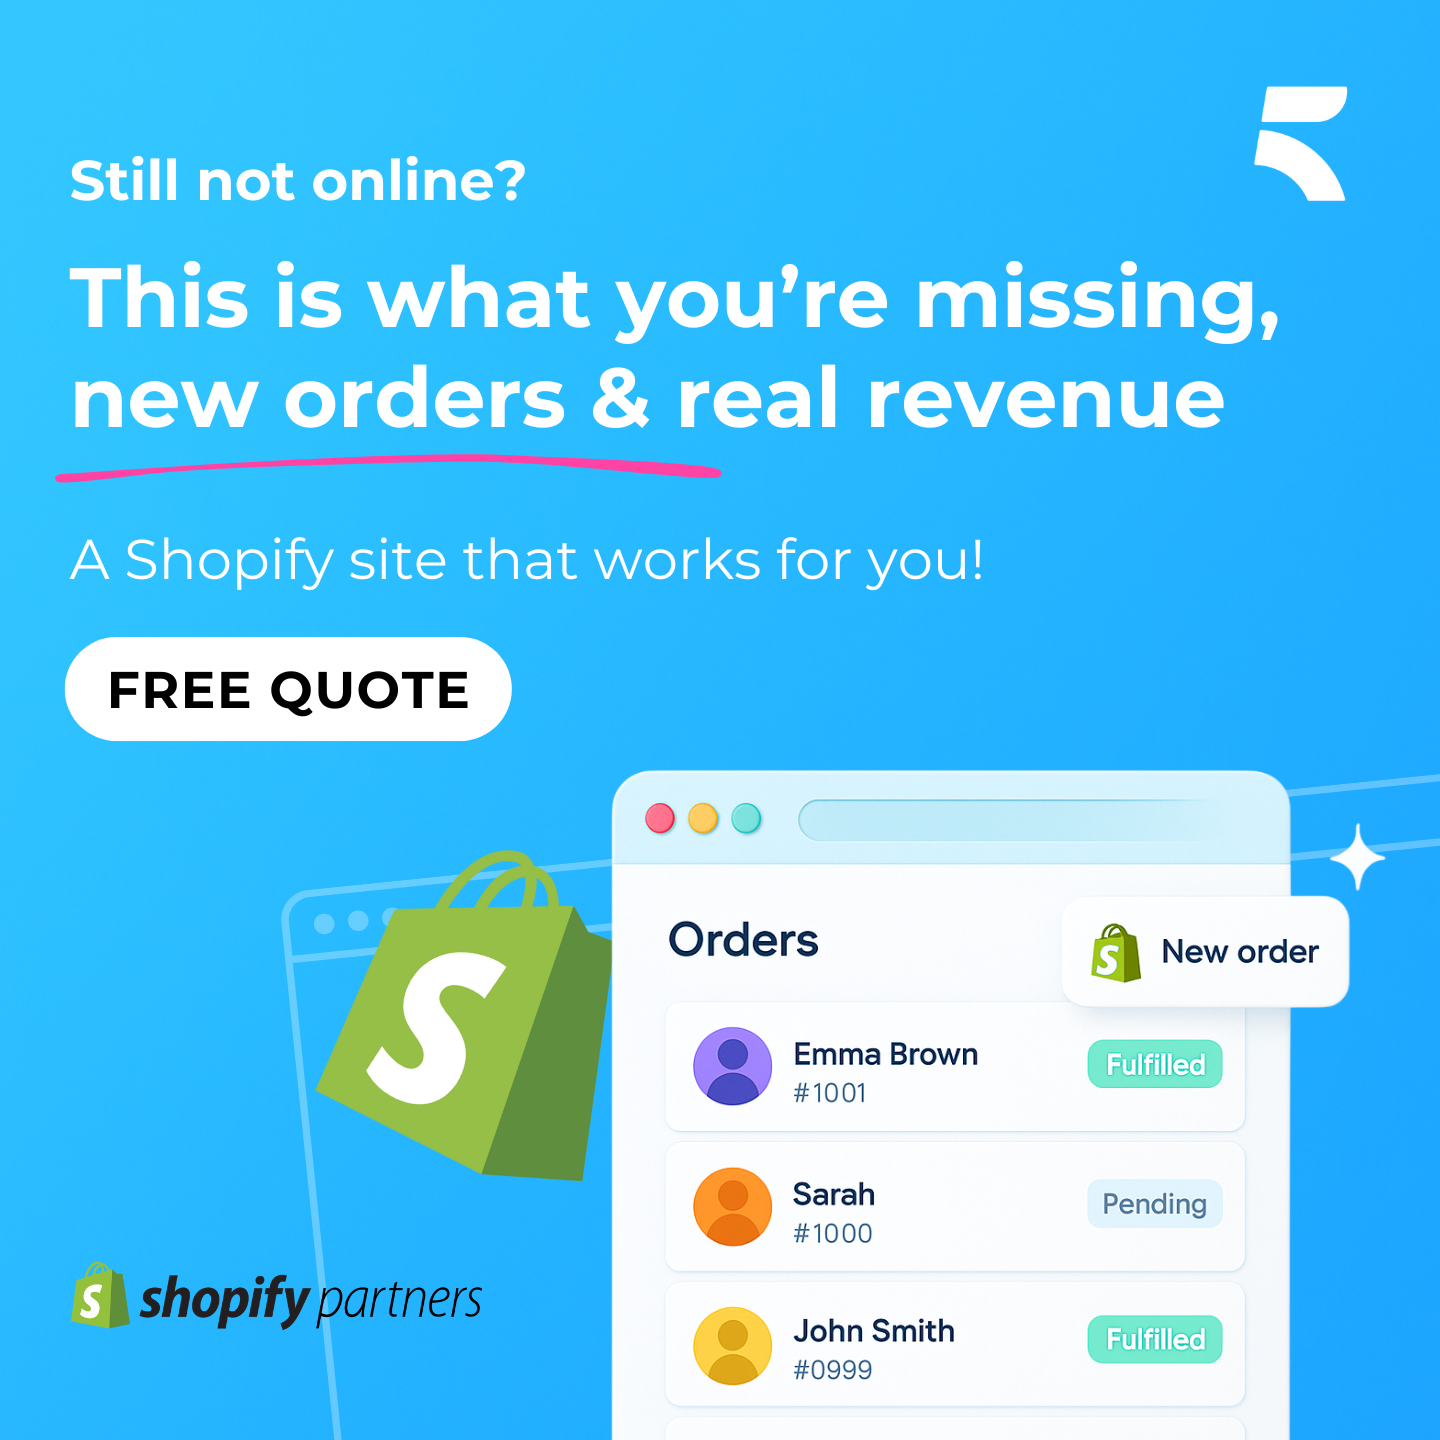 Still not online?
This is what you’re missing,
new orders & real revenue
A Shopify site that works for you!
FREE QUOTE
Orders
New order
Emma Brown
#1001
Fulfilled
Sarah
#1000
Pending
John Smith
#0999
Fulfilled
shopify partners